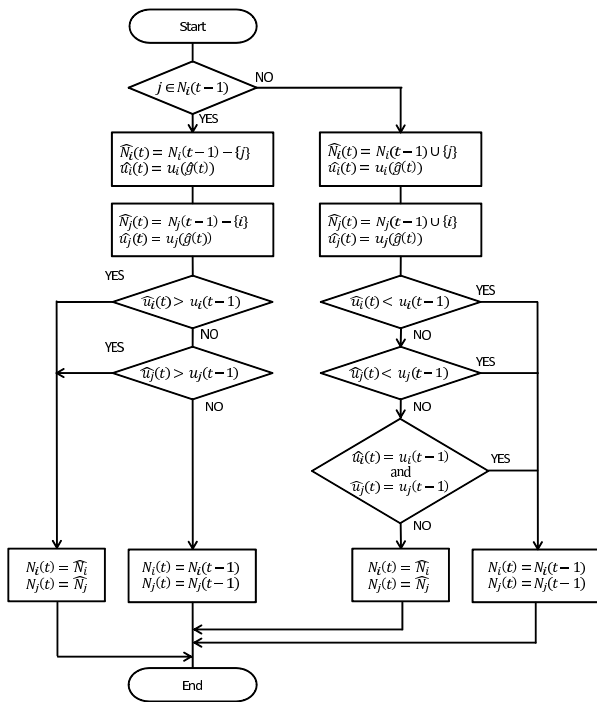 Start
j ∈ N_i(t−1)
NO
YES
N̂_i(t) = N_i(t−1) − {j}
û_i(t) = u_i(ĝ(t))
N̂_i(t) = N_i(t−1) ∪ {j}
û_i(t) = u_i(ĝ(t))
N̂_j(t) = N_j(t−1) − {i}
û_j(t) = u_j(ĝ(t))
N̂_j(t) = N_j(t−1) ∪ {i}
û_j(t) = u_j(ĝ(t))
YES
û_i(t) > u_i(t−1)
NO
û_i(t) < u_i(t−1)
YES
NO
YES
û_j(t) > u_j(t−1)
NO
û_j(t) < u_j(t−1)
YES
NO
û_i(t) = u_i(t−1)
and
û_j(t) = u_j(t−1)
YES
NO
N_i(t) = N̂_i
N_j(t) = N̂_j
N_i(t) = N_i(t−1)
N_j(t) = N_j(t−1)
N_i(t) = N̂_i
N_j(t) = N̂_j
N_i(t) = N_i(t−1)
N_j(t) = N_j(t−1)
End